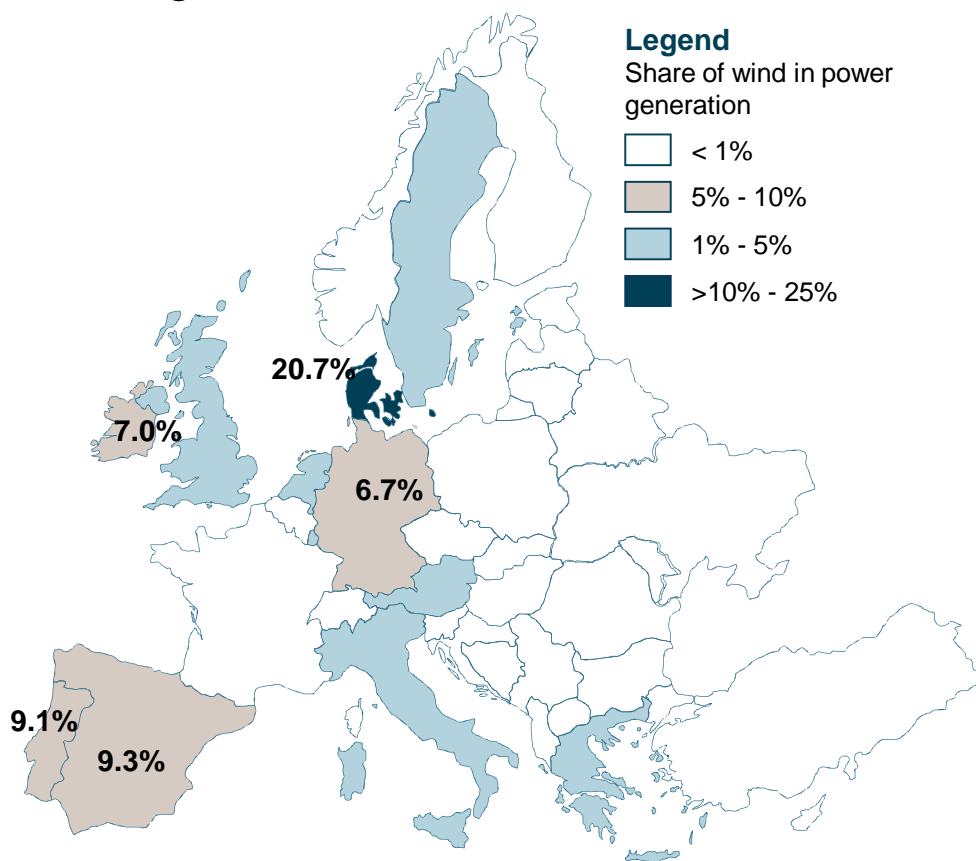 Legend
Share of wind in power
generation
< 1%
5% - 10%
1% - 5%
>10% - 25%
20.7%
7.0%
6.7%
9.1%
9.3%